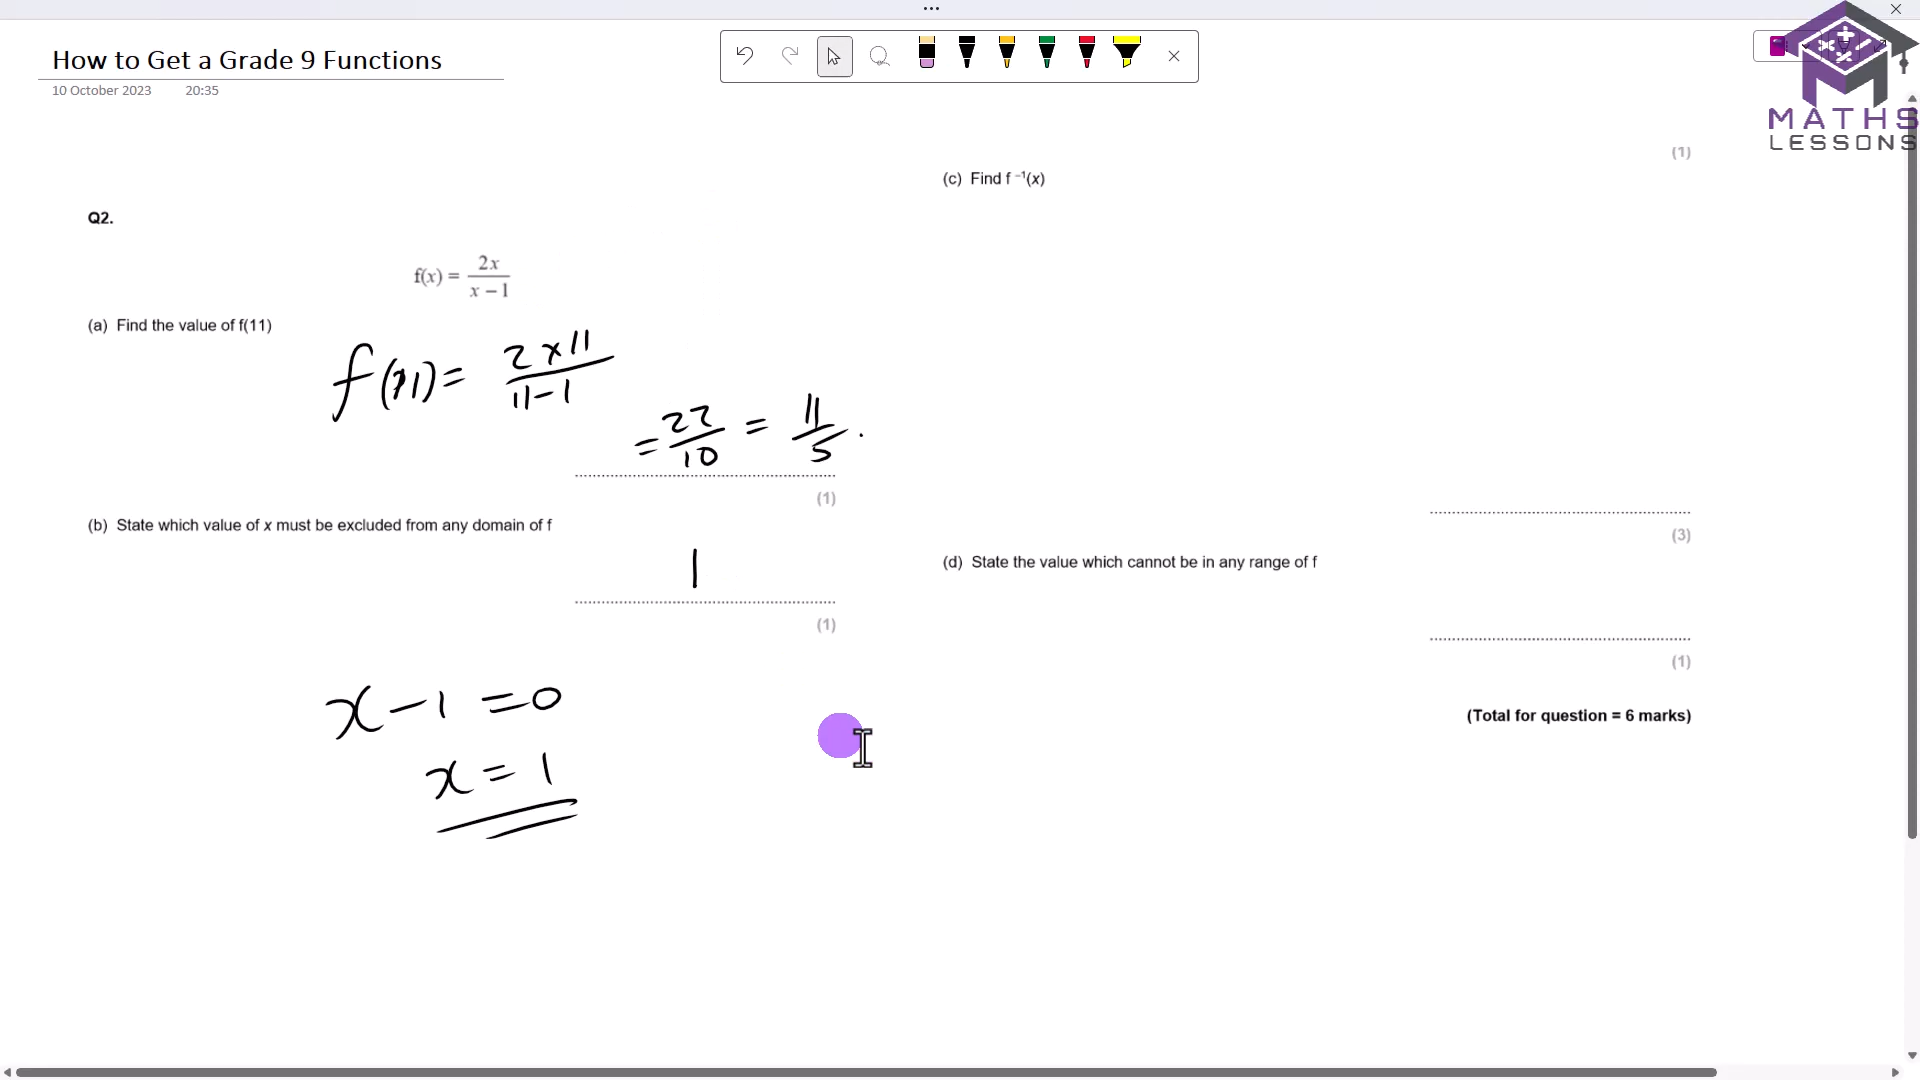 How to Get a Grade 9 Functions
10 October 2023 20:35
MATHS
LESSONS
Q2.
f(x) = 2x / x − 1
(a) Find the value of f(11)
f(11) = 2 × 11 / 11 − 1
= 22/10 = 11/5 .
(1)
(b) State which value of x must be excluded from any domain of f
1
(1)
x − 1 = 0
x = 1
(1)
(c) Find f⁻¹(x)
(3)
(d) State the value which cannot be in any range of f
(1)
(Total for question = 6 marks)